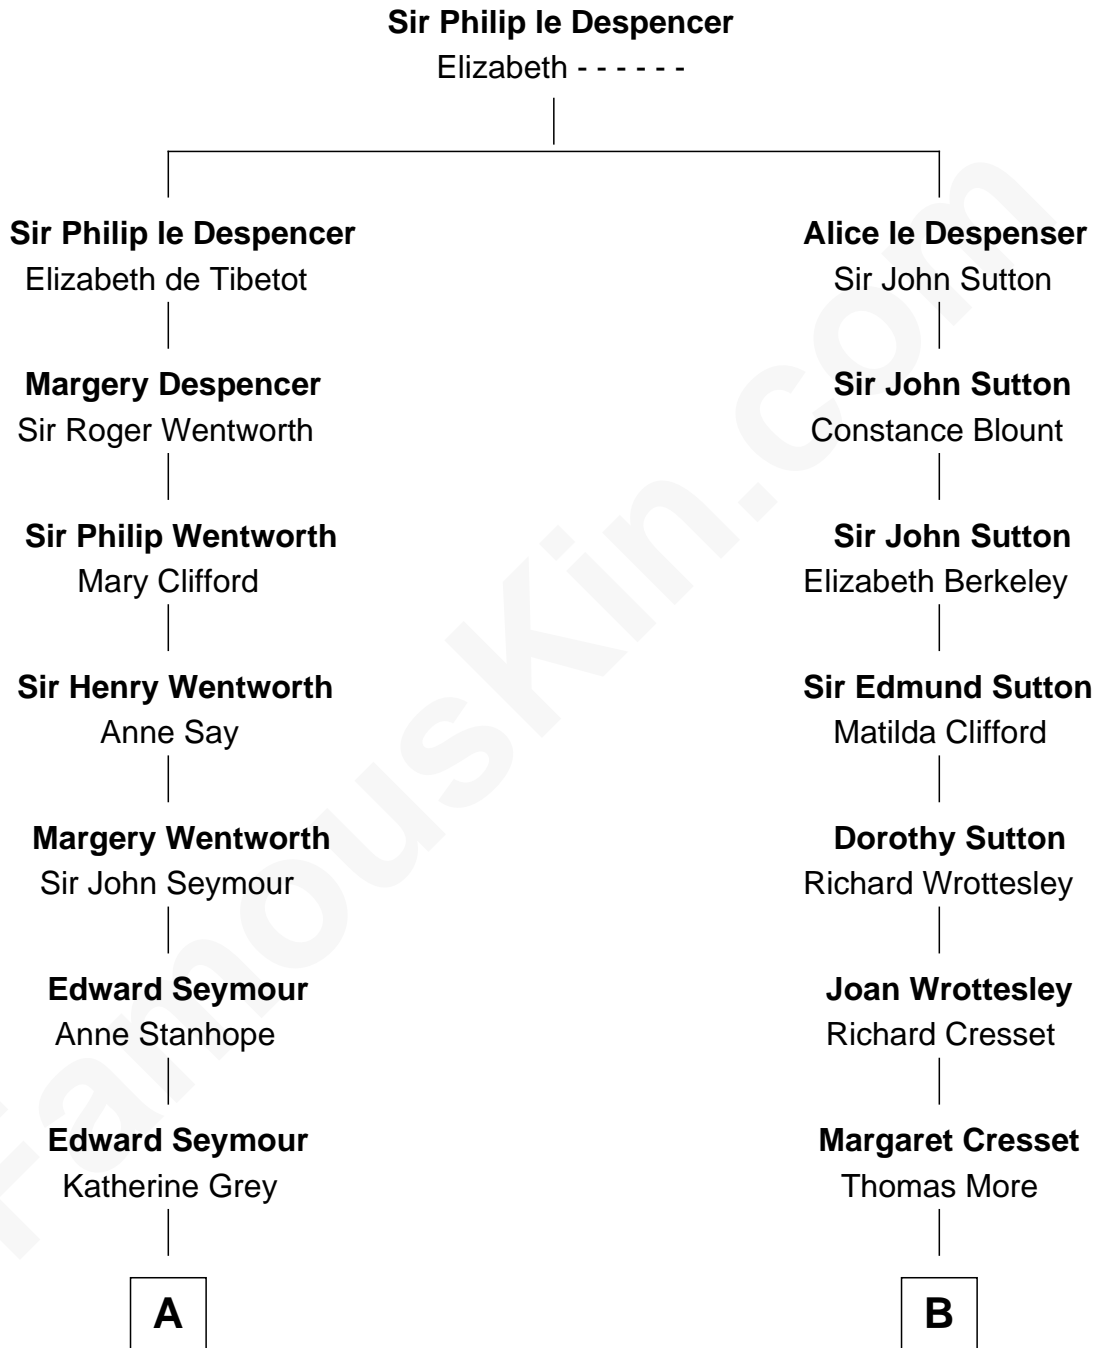 Sir Philip le Despencer
Elizabeth - - - - - -
Sir Philip le Despencer
Elizabeth de Tibetot
Margery Despencer
Sir Roger Wentworth
Sir Philip Wentworth
Mary Clifford
Sir Henry Wentworth
Anne Say
Margery Wentworth
Sir John Seymour
Edward Seymour
Anne Stanhope
Edward Seymour
Katherine Grey
A
Alice le Despenser
Sir John Sutton
Sir John Sutton
Constance Blount
Sir John Sutton
Elizabeth Berkeley
Sir Edmund Sutton
Matilda Clifford
Dorothy Sutton
Richard Wrottesley
Joan Wrottesley
Richard Cresset
Margaret Cresset
Thomas More
B
FamousKin.com